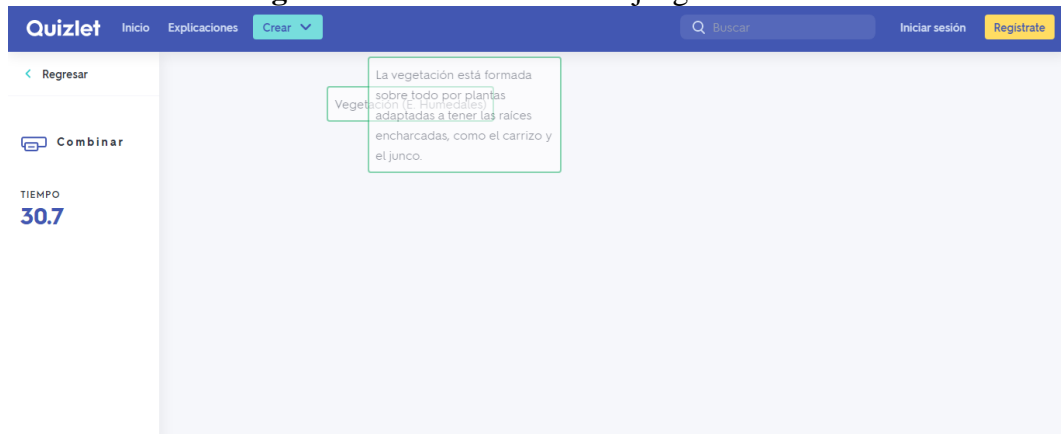 Quizlet Inicio Explicaciones Crear Buscar Iniciar sesión Regístrate
Regresar
Combinar
TIEMPO
30.7
La vegetación está formada
sobre todo por plantas
adaptadas a tener las raíces
encharcadas, como el carrizo y
el junco.
Vegetación (E. Humedales)